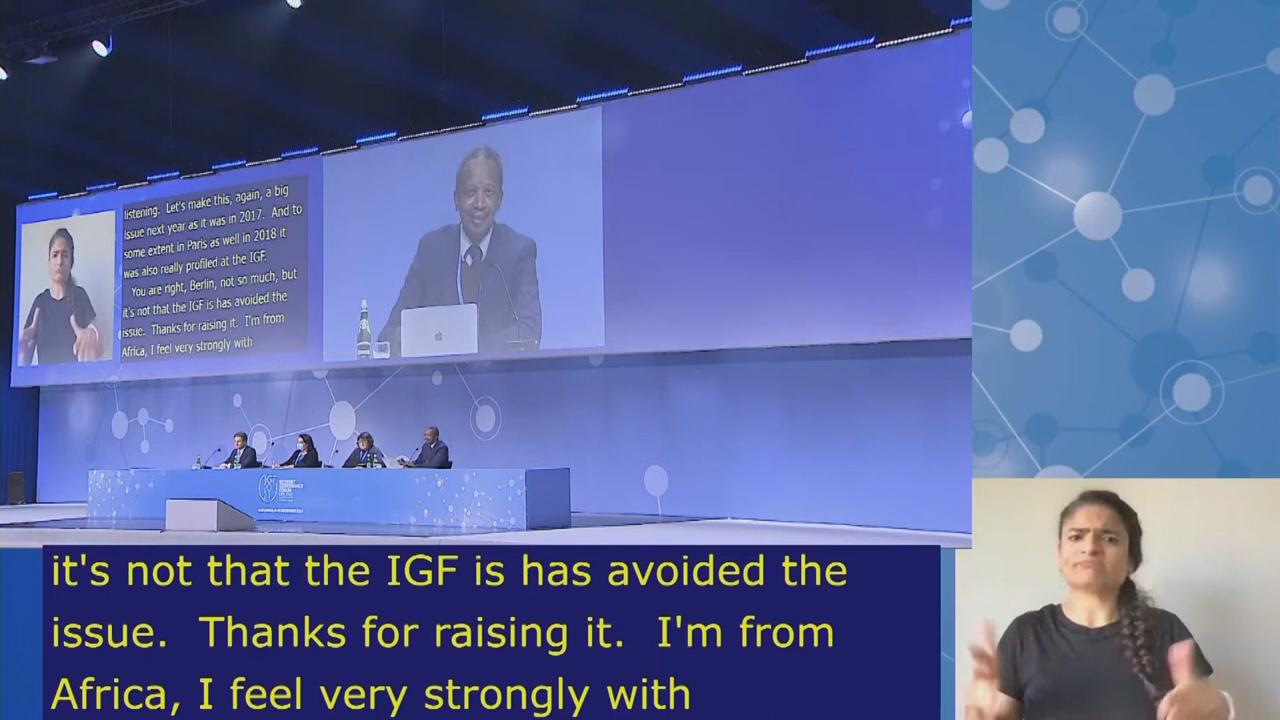 listening. Let's make this, again, a big
issue next year as it was in 2017. And to
some extent in Paris as well in 2018 it
was also really profiled at the IGF.
You are right, Berlin, not so much, but
it's not that the IGF is has avoided the
issue. Thanks for raising it. I'm from
Africa, I feel very strongly with
IGF
INTERNET
GOVERNANCE
FORUM
it's not that the IGF is has avoided the
issue.  Thanks for raising it.  I'm from
Africa, I feel very strongly with